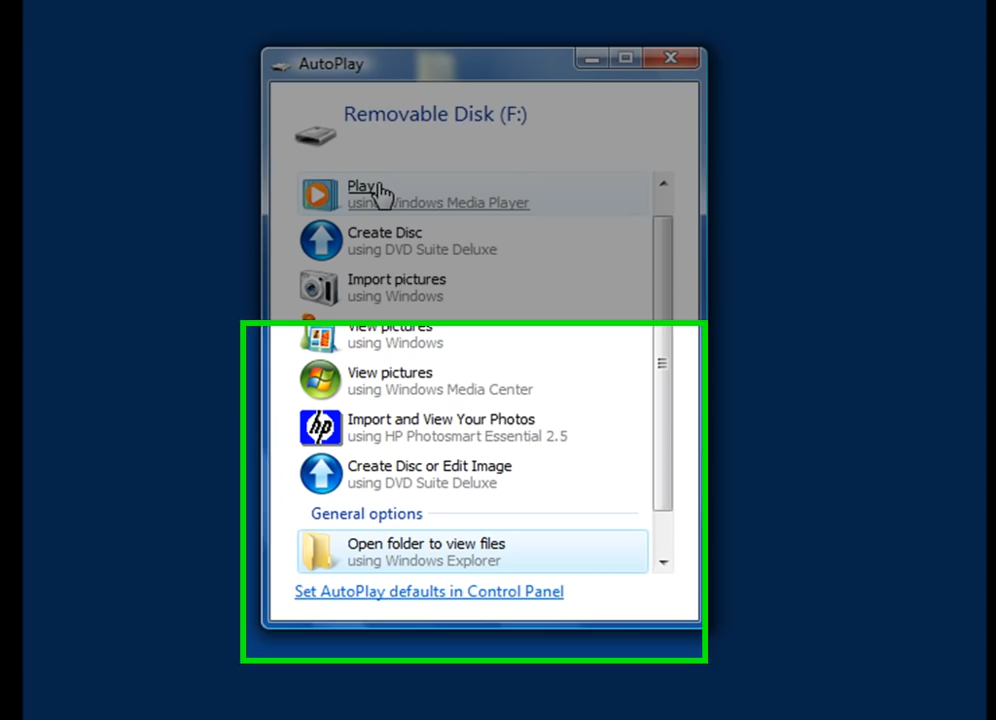 AutoPlay
Removable Disk (F:)
Play
using Windows Media Player
Create Disc
using DVD Suite Deluxe
Import pictures
using Windows
View pictures
using Windows
View pictures
using Windows Media Center
hp
Import and View Your Photos
using HP Photosmart Essential 2.5
Create Disc or Edit Image
using DVD Suite Deluxe
General options
Open folder to view files
using Windows Explorer
Set AutoPlay defaults in Control Panel